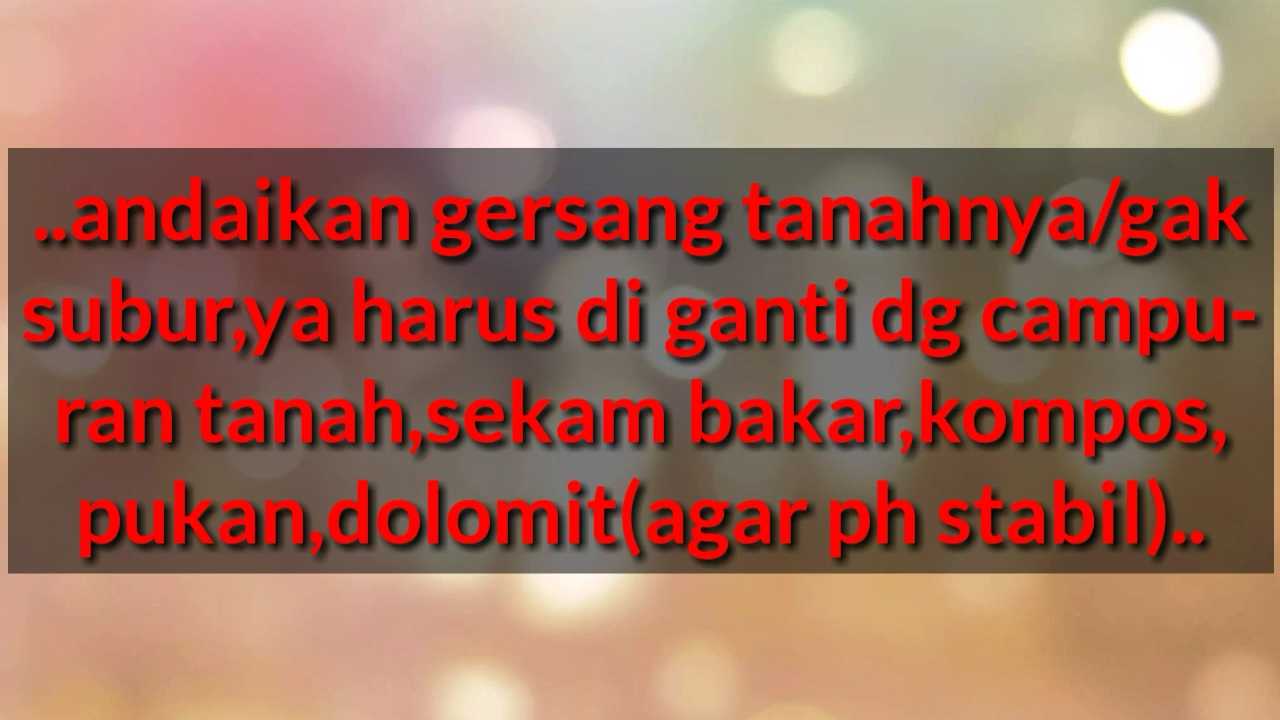 ..andaikan gersang tanahnya/gak
subur,ya harus di ganti dg campu-
ran tanah,sekam bakar,kompos,
pukan,dolomit(agar ph stabil)..